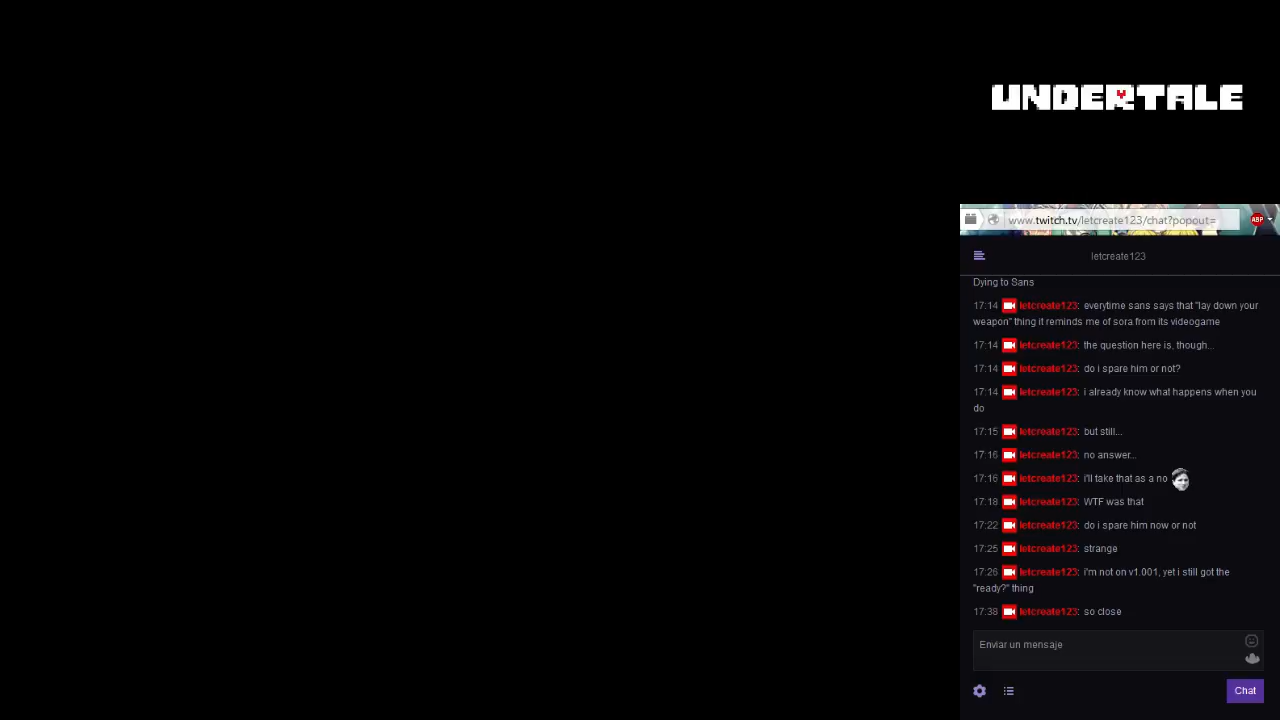 UNDERTALE
www.twitch.tv/letcreate123/chat?popout=
ABP
letcreate123
Dying to Sans
17:14 letcreate123: everytime sans says that "lay down your
weapon" thing it reminds me of sora from its videogame
17:14 letcreate123: the question here is, though...
17:14 letcreate123: do i spare him or not?
17:14 letcreate123: i already know what happens when you
do
17:15 letcreate123: but still...
17:16 letcreate123: no answer...
17:16 letcreate123: i'll take that as a no
17:18 letcreate123: WTF was that
17:22 letcreate123: do i spare him now or not
17:25 letcreate123: strange
17:26 letcreate123: i'm not on v1.001, yet i still got the
"ready?" thing
17:38 letcreate123: so close
Enviar un mensaje
Chat